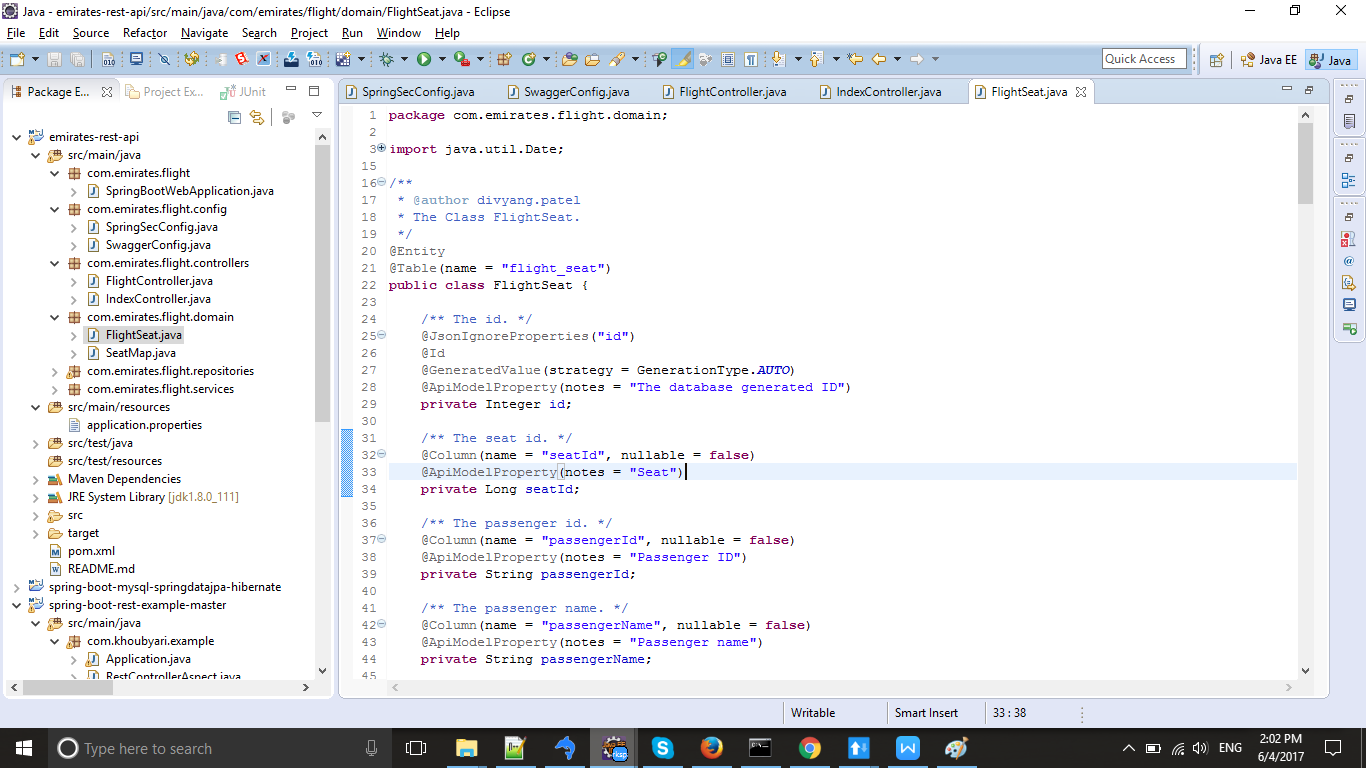 Java - emirates-rest-api/src/main/java/com/emirates/flight/domain/FlightSeat.java - Eclipse
File Edit Source Refactor Navigate Search Project Run Window Help
Quick Access Java EE Java
Package E... Project Ex... JUnit
emirates-rest-api
src/main/java
com.emirates.flight
SpringBootWebApplication.java
com.emirates.flight.config
SpringSecConfig.java
SwaggerConfig.java
com.emirates.flight.controllers
FlightController.java
IndexController.java
com.emirates.flight.domain
FlightSeat.java
SeatMap.java
com.emirates.flight.repositories
com.emirates.flight.services
src/main/resources
application.properties
src/test/java
src/test/resources
Maven Dependencies
JRE System Library [jdk1.8.0_111]
src
target
pom.xml
README.md
spring-boot-mysql-springdatajpa-hibernate
spring-boot-rest-example-master
src/main/java
com.khoubyari.example
Application.java
RestControllerAspect.java
SpringSecConfig.java SwaggerConfig.java FlightController.java IndexController.java FlightSeat.java
1 package com.emirates.flight.domain;
2
3 import java.util.Date;
15
16 /**
17 * @author divyang.patel
18 * The Class FlightSeat.
19 */
20 @Entity
21 @Table(name = "flight_seat")
22 public class FlightSeat {
23
24 /** The id. */
25 @JsonIgnoreProperties("id")
26 @Id
27 @GeneratedValue(strategy = GenerationType.AUTO)
28 @ApiModelProperty(notes = "The database generated ID")
29 private Integer id;
30
31 /** The seat id. */
32 @Column(name = "seatId", nullable = false)
33 @ApiModelProperty(notes = "Seat")
34 private Long seatId;
35
36 /** The passenger id. */
37 @Column(name = "passengerId", nullable = false)
38 @ApiModelProperty(notes = "Passenger ID")
39 private String passengerId;
40
41 /** The passenger name. */
42 @Column(name = "passengerName", nullable = false)
43 @ApiModelProperty(notes = "Passenger name")
44 private String passengerName;
45
Writable Smart Insert 33 : 38
Type here to search
ENG
2:02 PM
6/4/2017